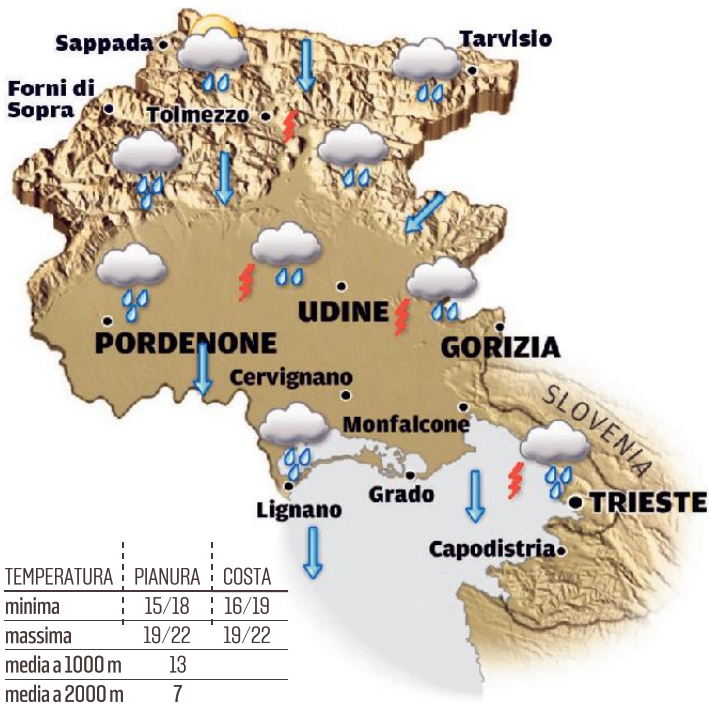 Sappada
Tarvisio
Forni di
Sopra
Tolmezzo
UDINE
PORDENONE
GORIZIA
Cervignano
SLOVENIA
Monfalcone
Lignano
Grado
TRIESTE
Capodistria
TEMPERATURA PIANURA COSTA
minima 15/18 16/19
massima 19/22 19/22
media a 1000 m 13
media a 2000 m 7